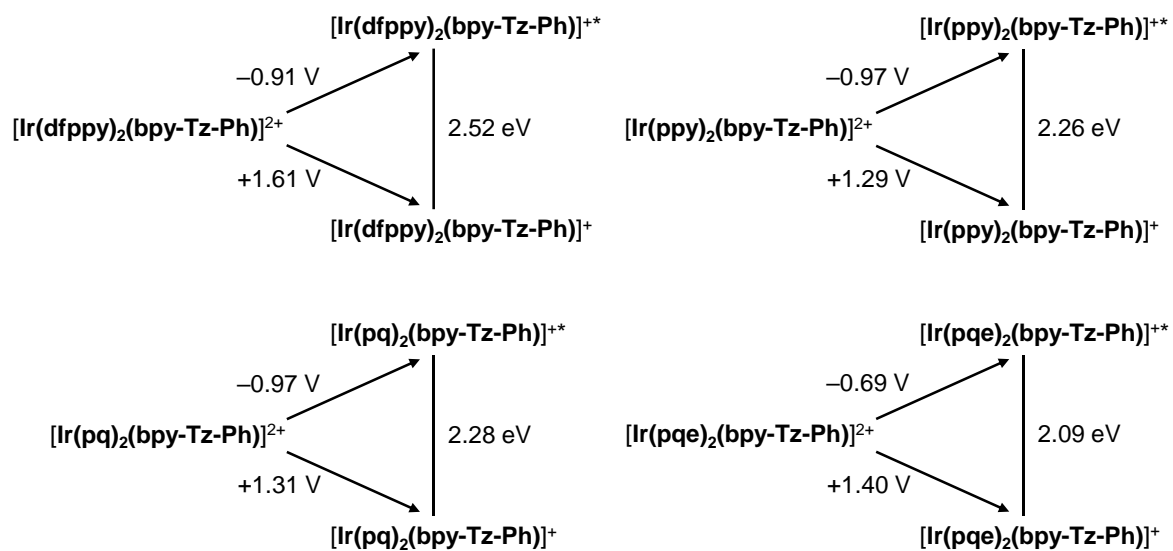 [Ir(dfppy)₂(bpy-Tz-Ph)]⁺*
–0.91 V
[Ir(dfppy)₂(bpy-Tz-Ph)]²⁺
2.52 eV
+1.61 V
[Ir(dfppy)₂(bpy-Tz-Ph)]⁺
[Ir(ppy)₂(bpy-Tz-Ph)]⁺*
–0.97 V
[Ir(ppy)₂(bpy-Tz-Ph)]²⁺
2.26 eV
+1.29 V
[Ir(ppy)₂(bpy-Tz-Ph)]⁺
[Ir(pq)₂(bpy-Tz-Ph)]⁺*
–0.97 V
[Ir(pq)₂(bpy-Tz-Ph)]²⁺
2.28 eV
+1.31 V
[Ir(pq)₂(bpy-Tz-Ph)]⁺
[Ir(pqe)₂(bpy-Tz-Ph)]⁺*
–0.69 V
[Ir(pqe)₂(bpy-Tz-Ph)]²⁺
2.09 eV
+1.40 V
[Ir(pqe)₂(bpy-Tz-Ph)]⁺